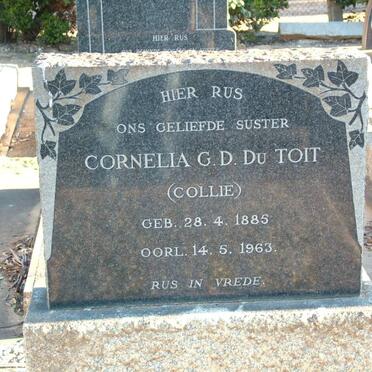 HIER RUS
HIER RUS
ONS GELIEFDE SUSTER
CORNELIA G. D. DU TOIT
(COLLIE)
GEB. 28. 4. 1885
OORL. 14. 5. 1963.
RUS IN VREDE.